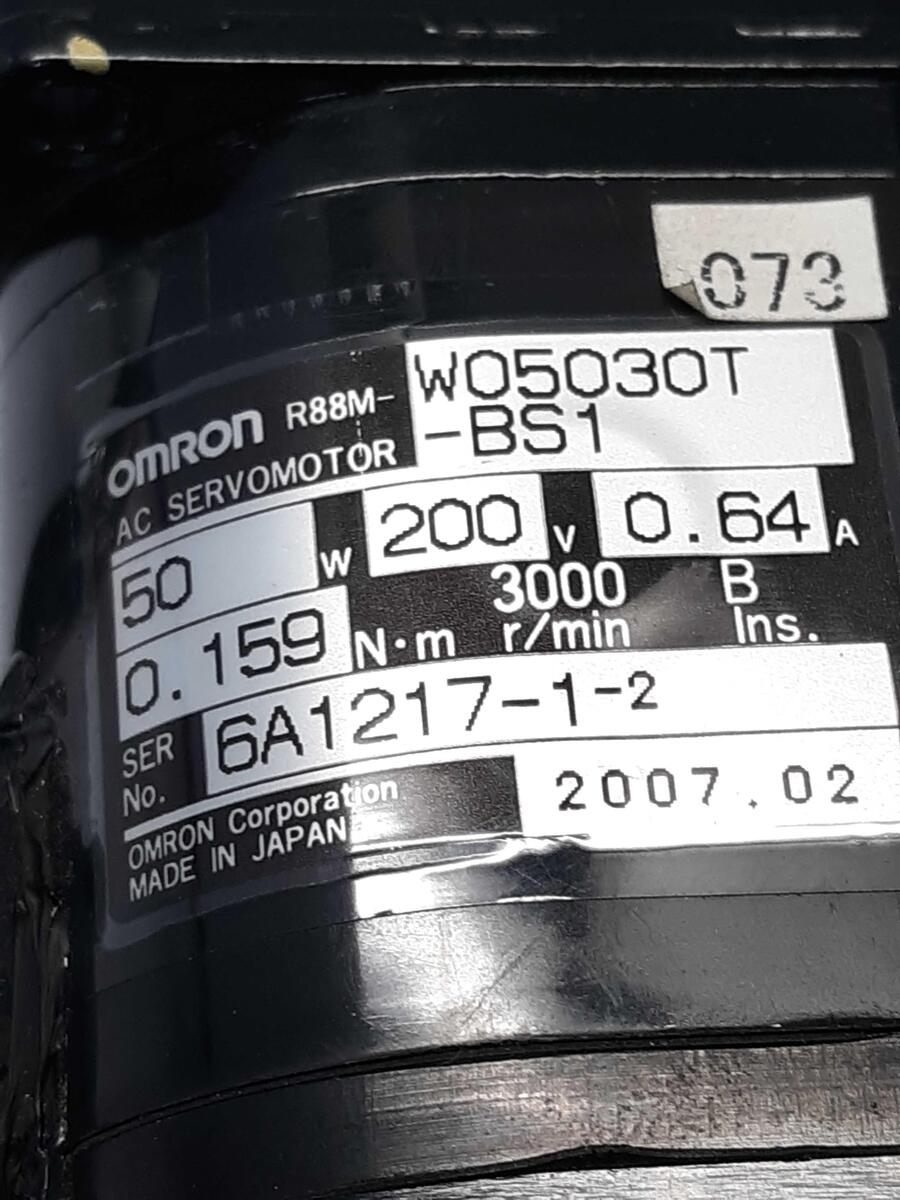 073
OMRON R88M-W05030T
-BS1
AC SERVOMOTOR
50 W 200 V 0.64 A
0.159 N·m 3000 r/min B Ins.
SER No. 6A1217-1-2
OMRON Corporation 2007.02
MADE IN JAPAN